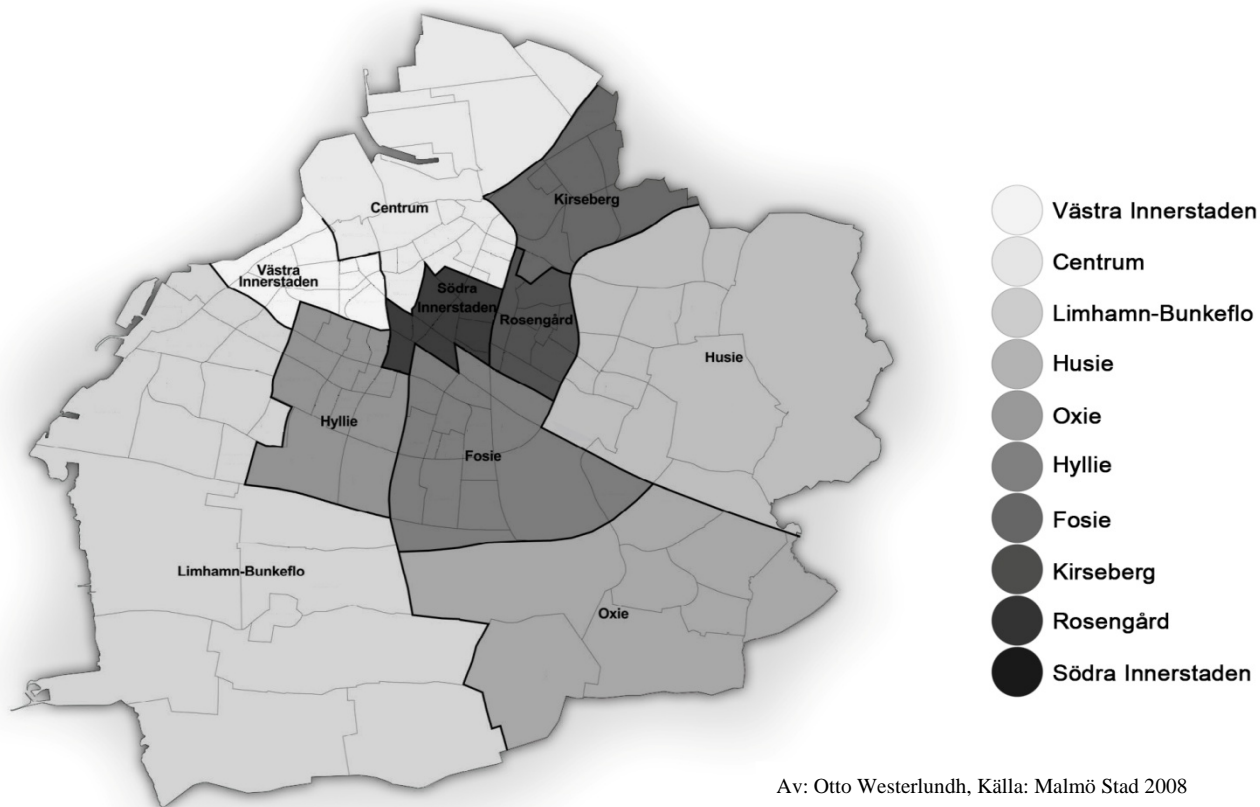 Centrum
Kirseberg
Västra
Innerstaden
Södra
Innerstaden
Rosengård
Husie
Hyllie
Fosie
Limhamn-Bunkeflo
Oxie
Västra Innerstaden
Centrum
Limhamn-Bunkeflo
Husie
Oxie
Hyllie
Fosie
Kirseberg
Rosengård
Södra Innerstaden
Av: Otto Westerlundh, Källa: Malmö Stad 2008